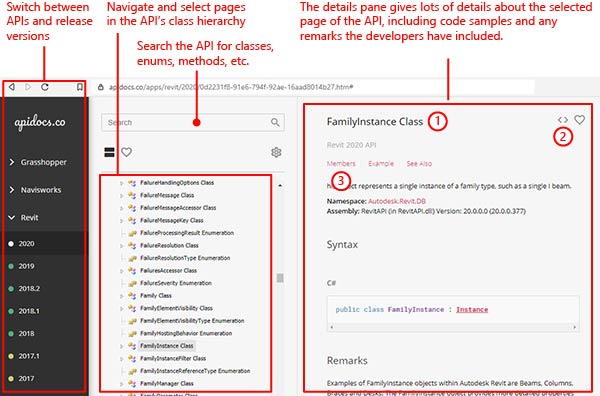 Switch between
APIs and release
versions
Navigate and select pages
in the API's class hierarchy
Search the API for classes,
enums, methods, etc.
The details pane gives lots of details about the selected
page of the API, including code samples and any
remarks the developers have included.
apidocs.co/apps/revit/2020/0d2231f8-91e6-794f-92ae-16aad8014b27.htm#
apidocs.co
Grasshopper
Navisworks
Revit
2020
2019
2018.2
2018.1
2018
2017.1
2017
Search
FailureHandlingOptions Class
FailureMessage Class
FailureMessageAccessor Class
FailureMessageKey Class
FailureProcessingResult Enumeration
FailureResolution Class
FailureResolutionType Enumeration
FailuresAccessor Class
FailureSeverity Enumeration
Family Class
FamilyElementVisibility Class
FamilyElementVisibilityType Enumeration
FamilyHostingBehavior Enumeration
FamilyInstance Class
FamilyInstanceFilter Class
FamilyInstanceReferenceType Enumeration
FamilyManager Class
FamilyParameter Class
FamilyInstance Class 1
2
Revit 2020 API
Members Example See Also
3
object represents a single instance of a family type, such as a single I beam.
Namespace: Autodesk.Revit.DB
Assembly: RevitAPI (in RevitAPI.dll) Version: 20.0.0.0 (20.0.0.377)
Syntax
C#
public class FamilyInstance : Instance
Remarks
Examples of FamilyInstance objects within Autodesk Revit are Beams, Columns,
Braces and Desks. The FamilyInstance object provides more detailed properties